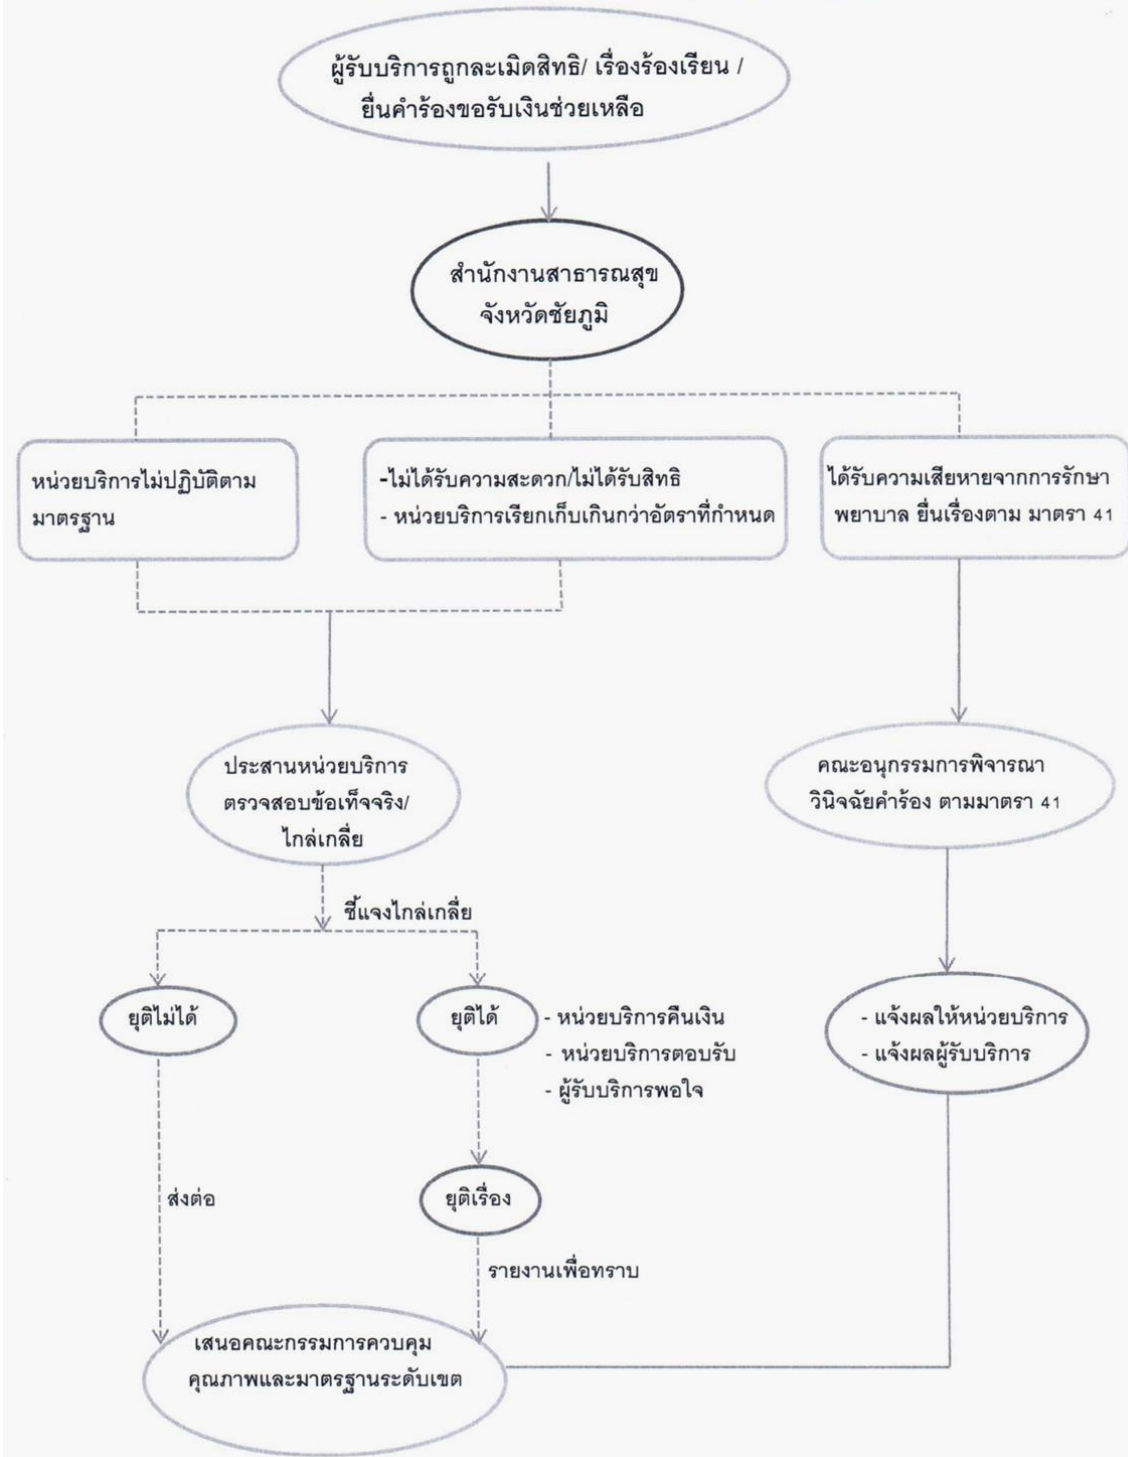 ผู้รับบริการถูกละเมิดสิทธิ/ เรื่องร้องเรียน /
ยื่นคำร้องขอรับเงินช่วยเหลือ
สำนักงานสาธารณสุข
จังหวัดชัยภูมิ
หน่วยบริการไม่ปฏิบัติตาม
มาตรฐาน
-ไม่ได้รับความสะดวก/ไม่ได้รับสิทธิ
- หน่วยบริการเรียกเก็บเกินกว่าอัตราที่กำหนด
ได้รับความเสียหายจากการรักษา
พยาบาล ยื่นเรื่องตาม มาตรา 41
ประสานหน่วยบริการ
ตรวจสอบข้อเท็จจริง/
ไกล่เกลี่ย
คณะอนุกรรมการพิจารณา
วินิจฉัยคำร้อง ตามมาตรา 41
ชี้แจงไกล่เกลี่ย
ยุติไม่ได้
ยุติได้
- หน่วยบริการคืนเงิน
- หน่วยบริการตอบรับ
- ผู้รับบริการพอใจ
- แจ้งผลให้หน่วยบริการ
- แจ้งผลผู้รับบริการ
ส่งต่อ
ยุติเรื่อง
รายงานเพื่อทราบ
เสนอคณะกรรมการควบคุม
คุณภาพและมาตรฐานระดับเขต